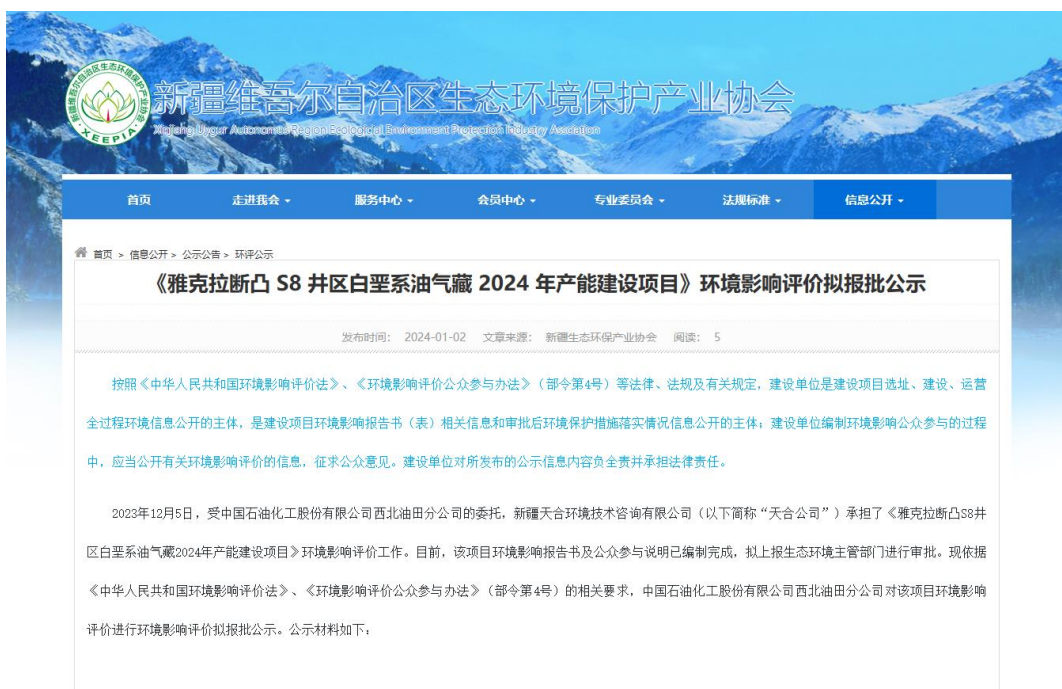 新疆维吾尔自治区生态环境保护产业协会
XEEPIA
新疆维吾尔自治区生态环境保护产业协会
Xinjiang Uygur Autonomous Region Ecological Environment Protection Industry Assciation
首页 走进我会 服务中心 会员中心 专业委员会 法规标准 信息公开
首页 > 信息公开 > 公示公告 > 环评公示
《雅克拉断凸 S8 井区白垩系油气藏 2024 年产能建设项目》环境影响评价拟报批公示
发布时间: 2024-01-02 文章来源: 新疆生态环保产业协会 阅读: 5
按照《中华人民共和国环境影响评价法》、《环境影响评价公众参与办法》（部令第4号）等法律、法规及有关规定，建设单位是建设项目选址、建设、运营
全过程环境信息公开的主体，是建设项目环境影响报告书（表）相关信息和审批后环境保护措施落实情况信息公开的主体；建设单位编制环境影响公众参与的过程
中，应当公开有关环境影响评价的信息，征求公众意见。建设单位对所发布的公示信息内容负全责并承担法律责任。
2023年12月5日，受中国石油化工股份有限公司西北油田分公司的委托，新疆天合环境技术咨询有限公司（以下简称“天合公司”）承担了《雅克拉断凸S8井
区白垩系油气藏2024年产能建设项目》环境影响评价工作。目前，该项目环境影响报告书及公众参与说明已编制完成，拟上报生态环境主管部门进行审批。现依据
《中华人民共和国环境影响评价法》、《环境影响评价公众参与办法》（部令第4号）的相关要求，中国石油化工股份有限公司西北油田分公司对该项目环境影响
评价进行环境影响评价拟报批公示。公示材料如下：